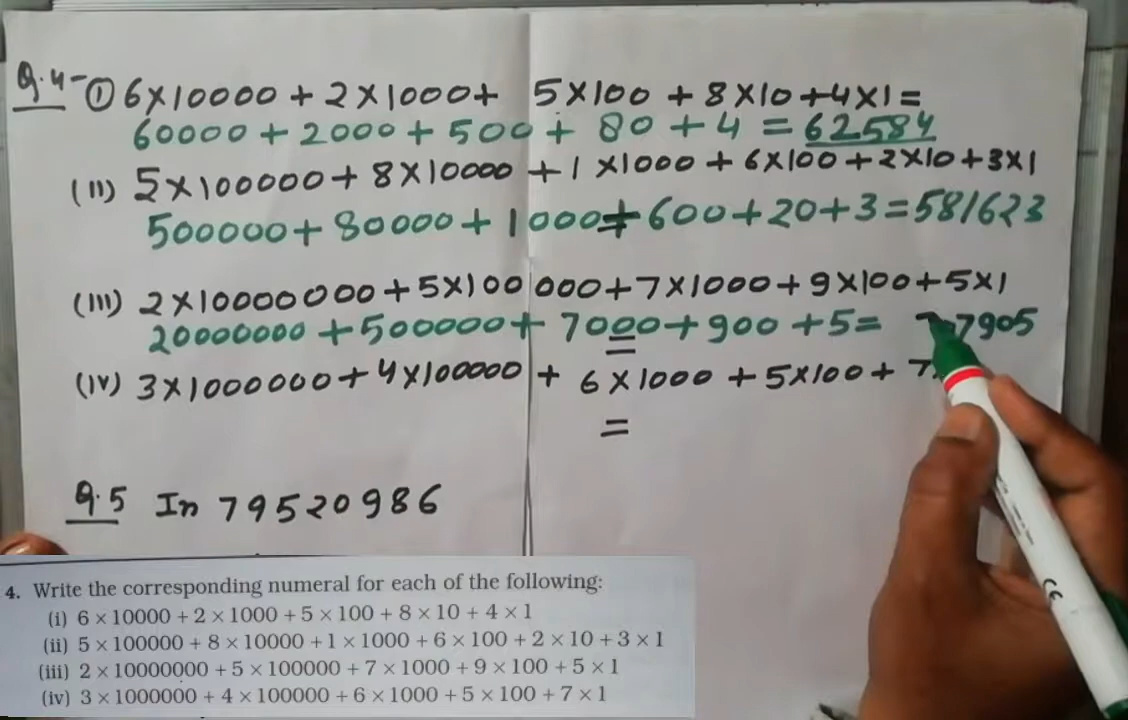 Q.4- ① 6×10000 + 2×1000+ 5×100 + 8×10+4×1=
60000 + 2000 + 500 + 80 + 4 = 62584
(11) 5×100000+ 8×10000 +1 ×1000 + 6×100 +2×10+3×1
500000+ 80000+ 1000+ 600+20+3=581623
(111) 2×10000000+5×100000+7×1000+9×100+5×1
20000000 +500000+ 7000+900 +5= 7905
=
(1V) 3×1000000+4×100000 + 6×1000 +5×100+ 7
=
Q.5 In 79520986
4. Write the corresponding numeral for each of the following:
(i) 6 × 10000 + 2 × 1000 + 5 × 100 + 8 × 10 + 4 × 1
(ii) 5 × 100000 + 8 × 10000 + 1 × 1000 + 6 × 100 + 2 × 10 + 3 × 1
(iii) 2 × 10000000 + 5 × 100000 + 7 × 1000 + 9 × 100 + 5 × 1
(iv) 3 × 1000000 + 4 × 100000 + 6 × 1000 + 5 × 100 + 7 × 1